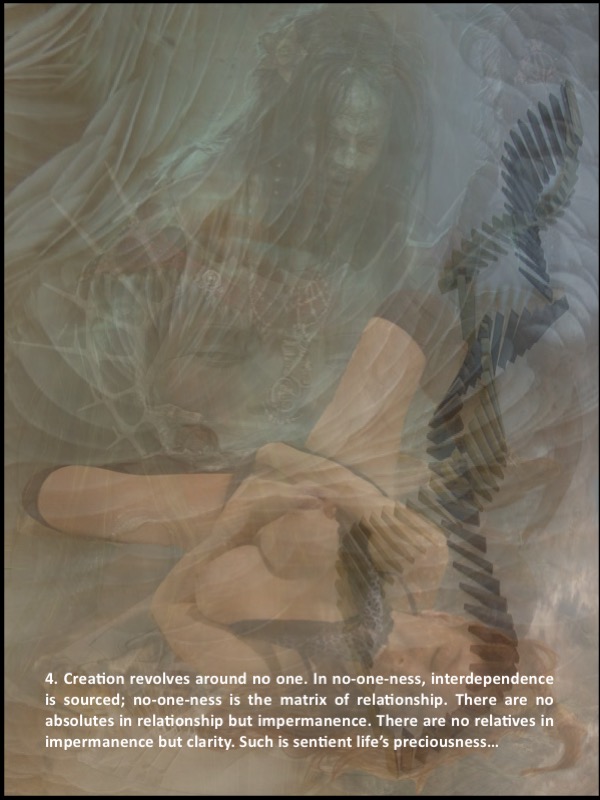 4. Creation revolves around no one. In no-one-ness, interdependence
is sourced; no-one-ness is the matrix of relationship. There are no
absolutes in relationship but impermanence. There are no relatives in
impermanence but clarity. Such is sentient life’s preciousness…